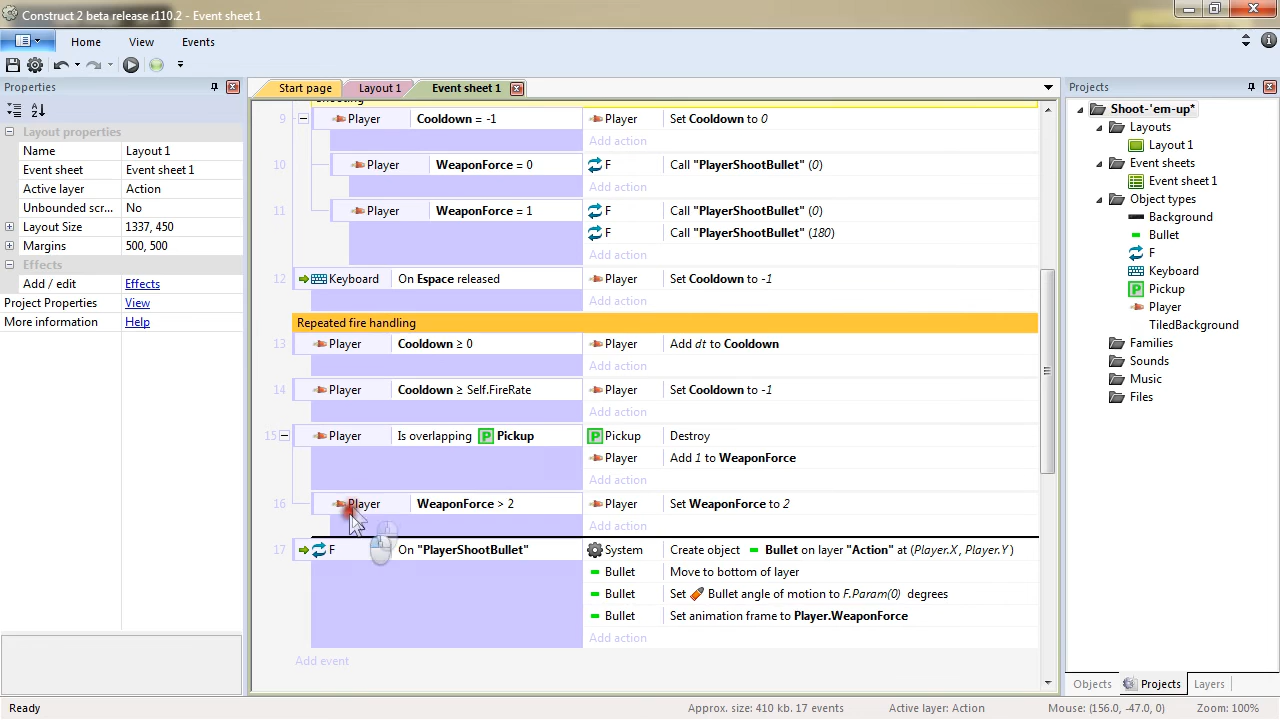 Construct 2 beta release r110.2 - Event sheet 1
Home View Events
Properties
Start page Layout 1 Event sheet 1
Projects
Layout properties
Name Layout 1
Event sheet Event sheet 1
Active layer Action
Unbounded scr... No
Layout Size 1337, 450
Margins 500, 500
Effects
Add / edit Effects
Project Properties View
More information Help
Shooting
9 Player Cooldown = -1 Player Set Cooldown to 0
Add action
10 Player WeaponForce = 0 F Call "PlayerShootBullet" (0)
Add action
11 Player WeaponForce = 1 F Call "PlayerShootBullet" (0)
F Call "PlayerShootBullet" (180)
Add action
12 Keyboard On Espace released Player Set Cooldown to -1
Add action
Repeated fire handling
13 Player Cooldown ≥ 0 Player Add dt to Cooldown
Add action
14 Player Cooldown ≥ Self.FireRate Player Set Cooldown to -1
Add action
15 Player Is overlapping P Pickup P Pickup Destroy
Player Add 1 to WeaponForce
Add action
16 Player WeaponForce > 2 Player Set WeaponForce to 2
Add action
17 F On "PlayerShootBullet" System Create object Bullet on layer "Action" at (Player.X, Player.Y)
Bullet Move to bottom of layer
Bullet Set Bullet angle of motion to F.Param(0) degrees
Bullet Set animation frame to Player.WeaponForce
Add action
Add event
Shoot-'em-up*
Layouts
Layout 1
Event sheets
Event sheet 1
Object types
Background
Bullet
F
Keyboard
P Pickup
Player
TiledBackground
Families
Sounds
Music
Files
Objects Projects Layers
Ready Approx. size: 410 kb. 17 events Active layer: Action Mouse: (156.0, -47.0, 0) Zoom: 100%